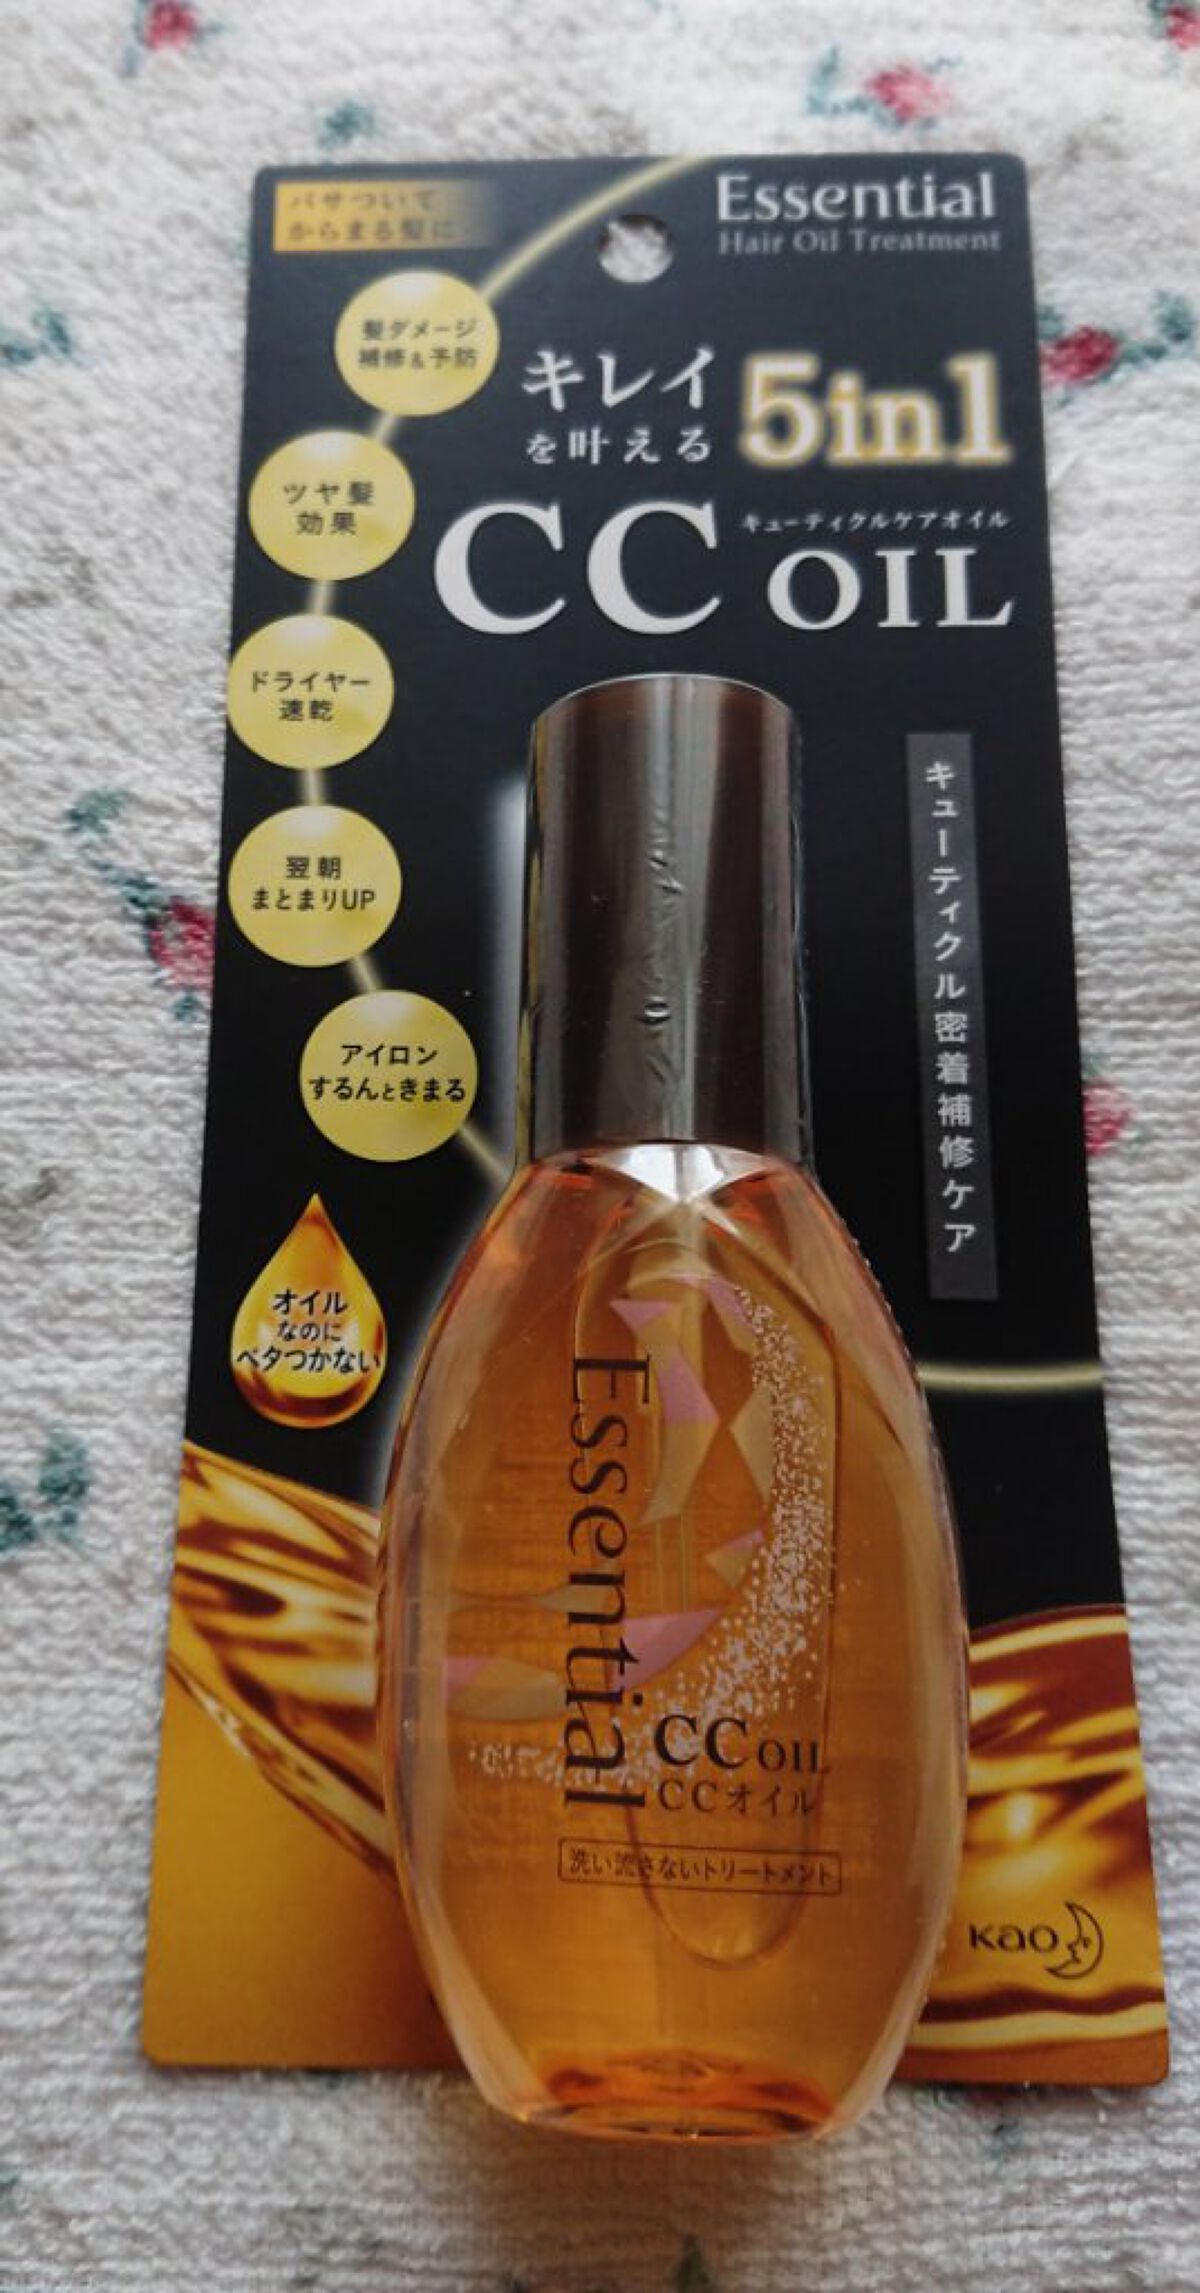 パサついて
からまる髪に
Essential
Hair Oil Treatment
髪ダメージ
補修&予防
キレイ
を叶える
5in1
ツヤ髪
効果
キューティクルケアオイル
CC OIL
ドライヤー
速乾
翌朝
まとまりUP
アイロン
するんときまる
キューティクル密着補修ケア
オイル
なのに
ベタつかない
Essential
CC OIL
CCオイル
洗い流さないトリートメント
Kao